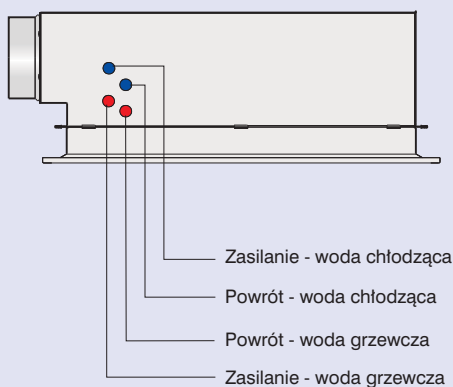 Zasilanie - woda chłodząca
Powrót - woda chłodząca
Powrót - woda grzewcza
Zasilanie - woda grzewcza